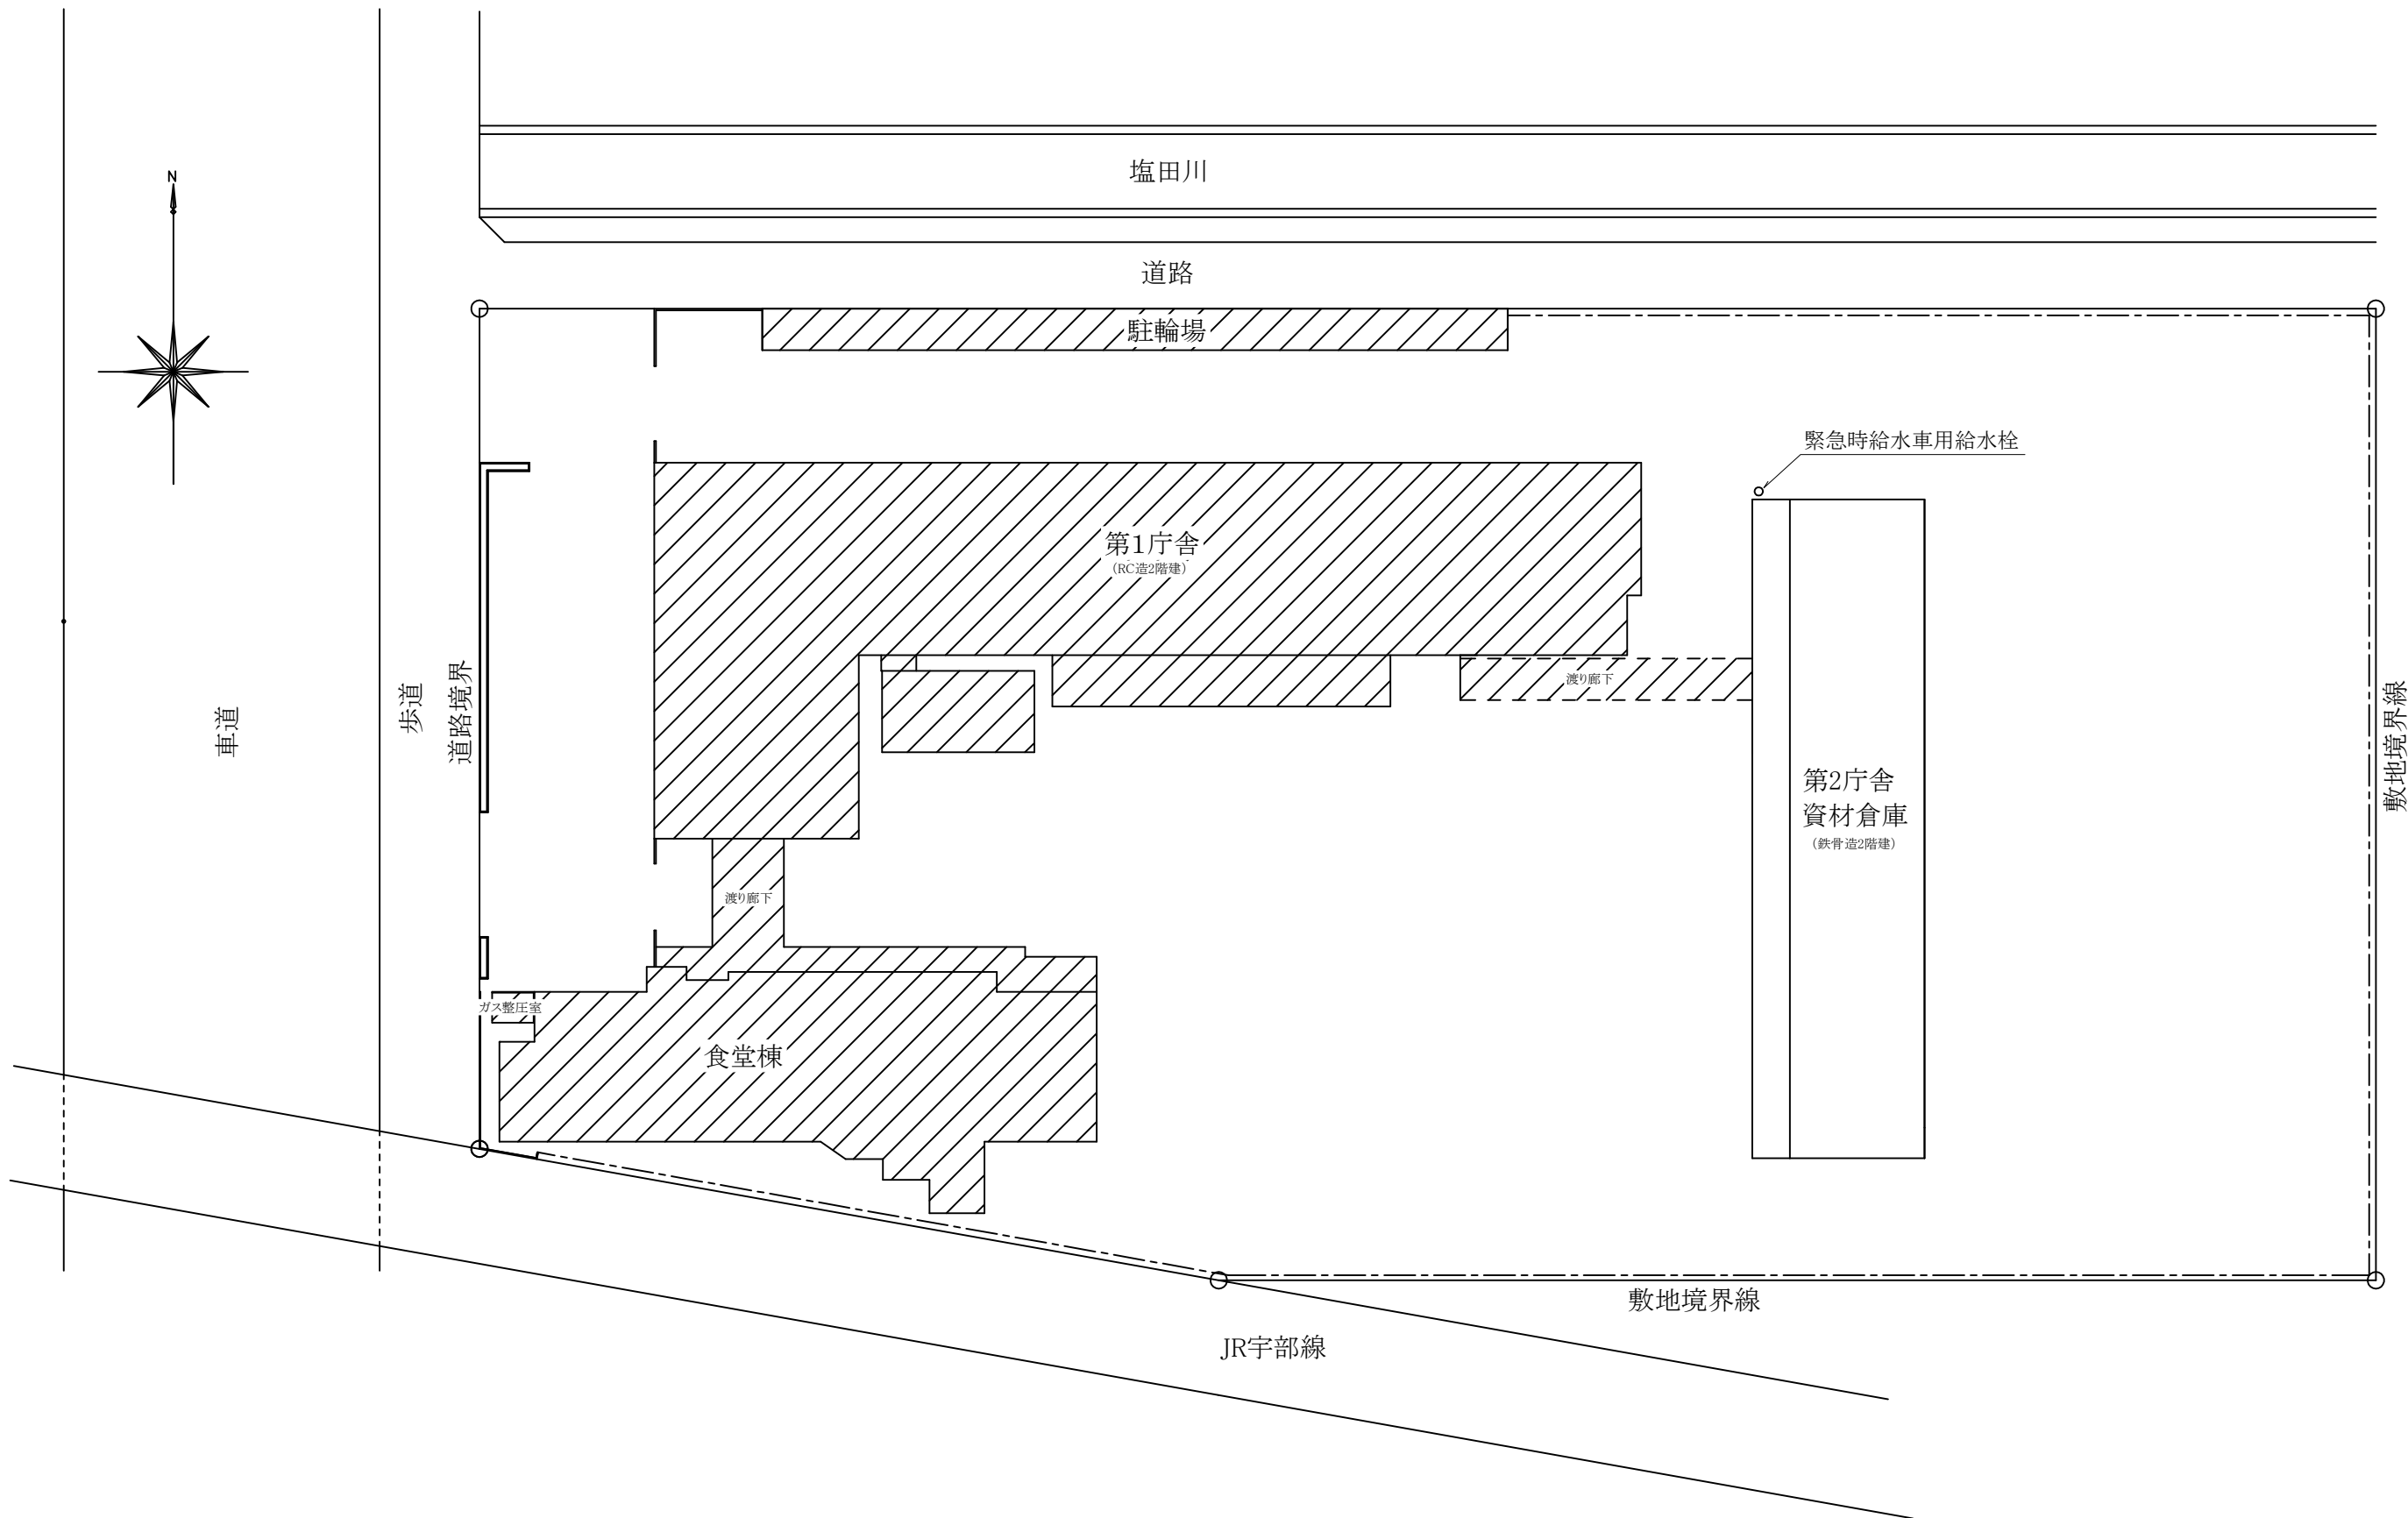 塩田川
N
道路
駐輪場
緊急時給水車用給水栓
第1庁舎
(RC造2階建)
渡り廊下
車道
歩道
道路境界
敷地境界線
第2庁舎
資材倉庫
(鉄骨造2階建)
渡り廊下
ガス整圧室
食堂棟
敷地境界線
JR宇部線